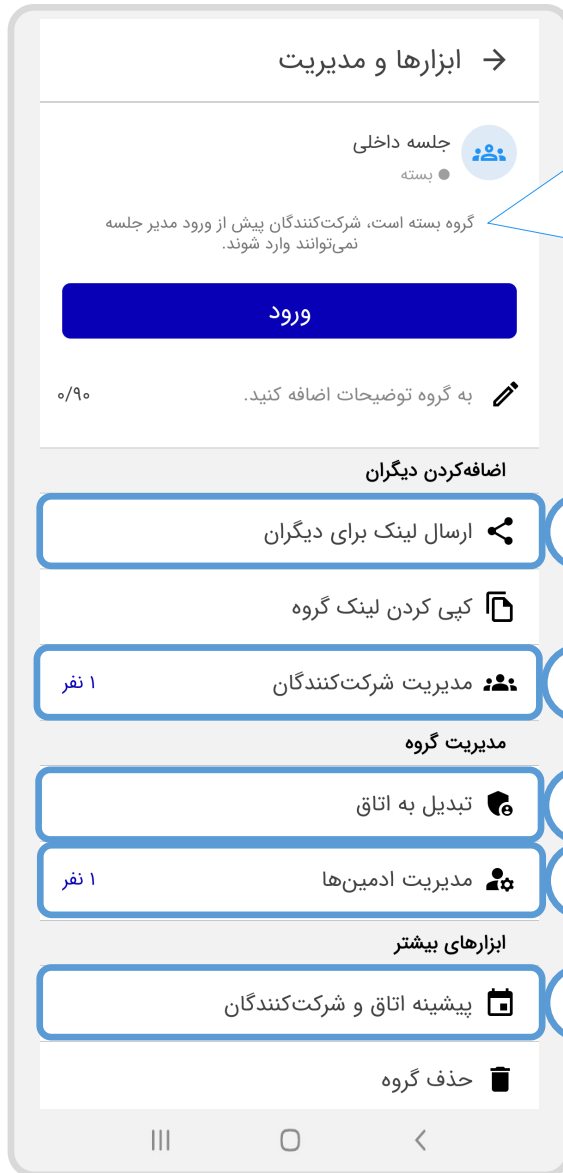 ابزارها و مدیریت
جلسه داخلی
بسته
گروه بسته است، شرکت‌کنندگان پیش از ورود مدیر جلسه
نمی‌توانند وارد شوند.
ورود
به گروه توضیحات اضافه کنید.
۰/۹۰
اضافه‌کردن دیگران
ارسال لینک برای دیگران
کپی کردن لینک گروه
مدیریت شرکت‌کنندگان
۱ نفر
مدیریت گروه
تبدیل به اتاق
مدیریت ادمین‌ها
۱ نفر
ابزارهای بیشتر
پیشینه اتاق و شرکت‌کنندگان
حذف گروه